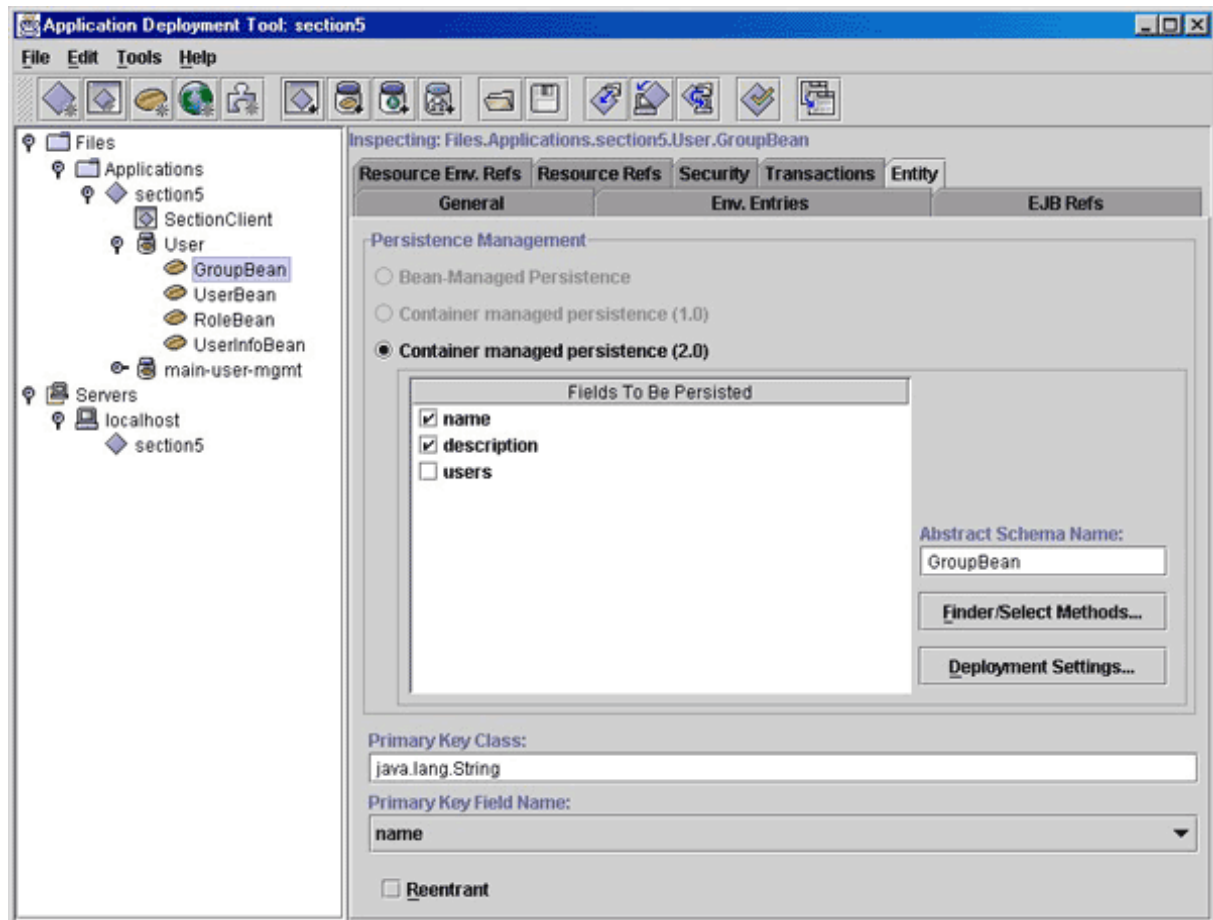 Application Deployment Tool: section5
File Edit Tools Help
Files
Applications
section5
SectionClient
User
GroupBean
UserBean
RoleBean
UserInfoBean
main-user-mgmt
Servers
localhost
section5
Inspecting: Files.Applications.section5.User.GroupBean
Resource Env. Refs Resource Refs Security Transactions Entity
General Env. Entries EJB Refs
Persistence Management
Bean-Managed Persistence
Container managed persistence (1.0)
Container managed persistence (2.0)
Fields To Be Persisted
name
description
users
Abstract Schema Name:
GroupBean
Finder/Select Methods...
Deployment Settings...
Primary Key Class:
java.lang.String
Primary Key Field Name:
name
Reentrant